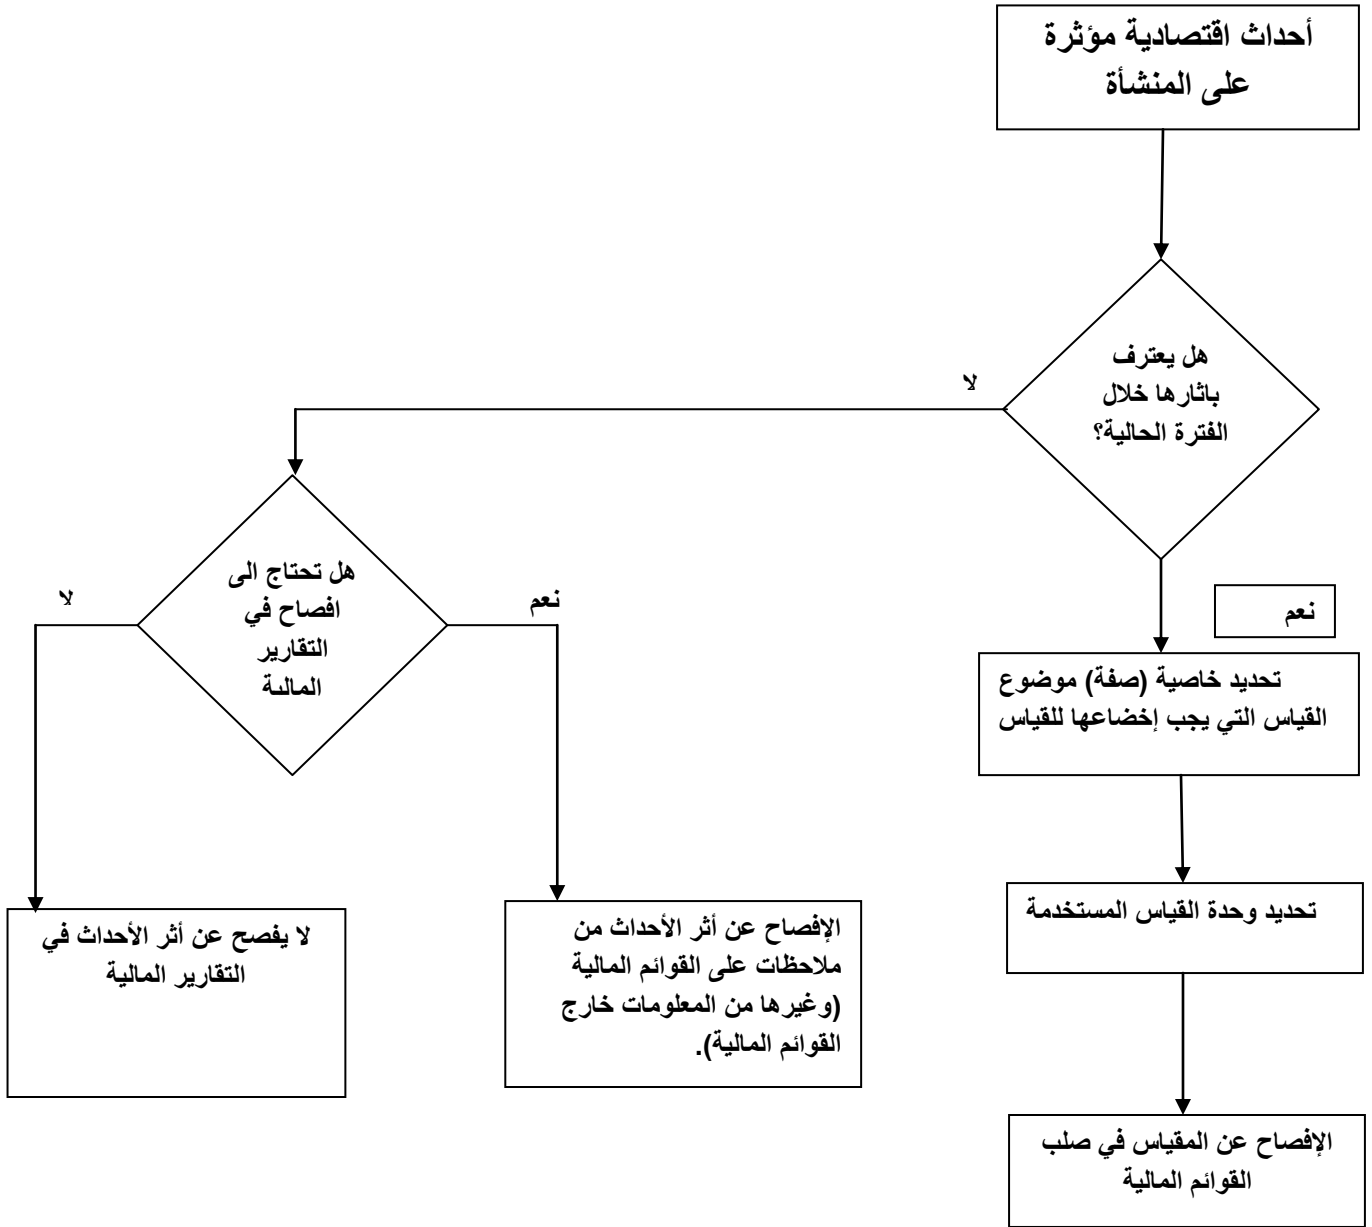 أحداث اقتصادية مؤثرة
على المنشأة
هل يعترف
باثارها خلال
الفترة الحالية؟
لا
نعم
هل تحتاج الى
افصاح في
التقارير
المالية
لا
نعم
تحديد خاصية (صفة) موضوع
القياس التي يجب إخضاعها للقياس
تحديد وحدة القياس المستخدمة
الإفصاح عن المقياس في صلب
القوائم المالية
الإفصاح عن أثر الأحداث من
ملاحظات على القوائم المالية
(وغيرها من المعلومات خارج
القوائم المالية).
لا يفصح عن أثر الأحداث في
التقارير المالية